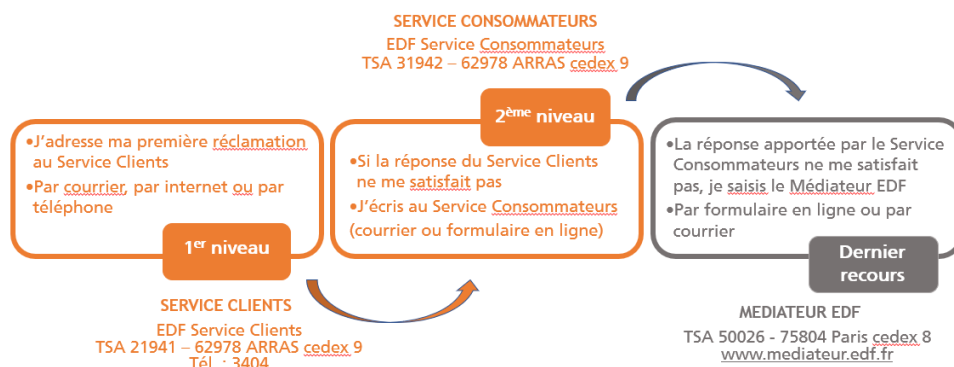 SERVICE CONSOMMATEURS
EDF Service Consommateurs
TSA 31942 – 62978 ARRAS cedex 9
•J’adresse ma première réclamation
au Service Clients
•Par courrier, par internet ou par
téléphone
1er niveau
SERVICE CLIENTS
EDF Service Clients
TSA 21941 – 62978 ARRAS cedex 9
Tél. : 3404
2ème niveau
•Si la réponse du Service Clients
ne me satisfait pas
•J’écris au Service Consommateurs
(courrier ou formulaire en ligne)
•La réponse apportée par le Service
Consommateurs ne me satisfait
pas, je saisis le Médiateur EDF
•Par formulaire en ligne ou par
courrier
Dernier
recours
MEDIATEUR EDF
TSA 50026 - 75804 Paris cedex 8
www.mediateur.edf.fr